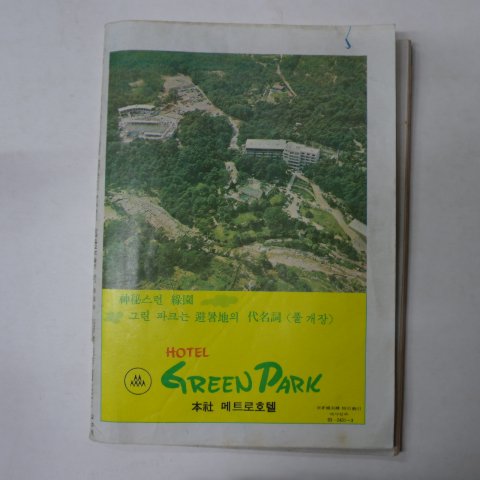 神秘스런 綠園
그린 파크는 避暑地의 代名詞 〈풀 개장〉
HOTEL
GREEN PARK
本社 메트로호텔